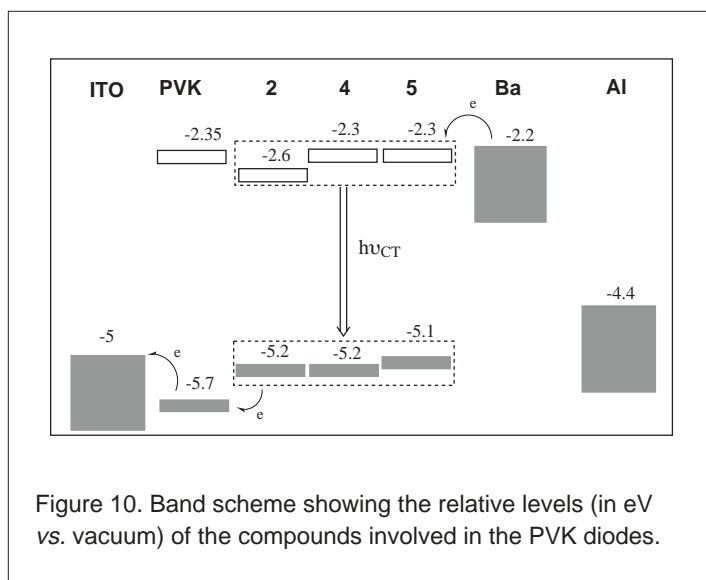 ITO PVK 2 4 5 Ba Al
e
-2.35 -2.3 -2.3 -2.2
-2.6
hυCT
-4.4
-5 -5.1
e -5.2 -5.2
-5.7
e
Figure 10. Band scheme showing the relative levels (in eV
vs. vacuum) of the compounds involved in the PVK diodes.